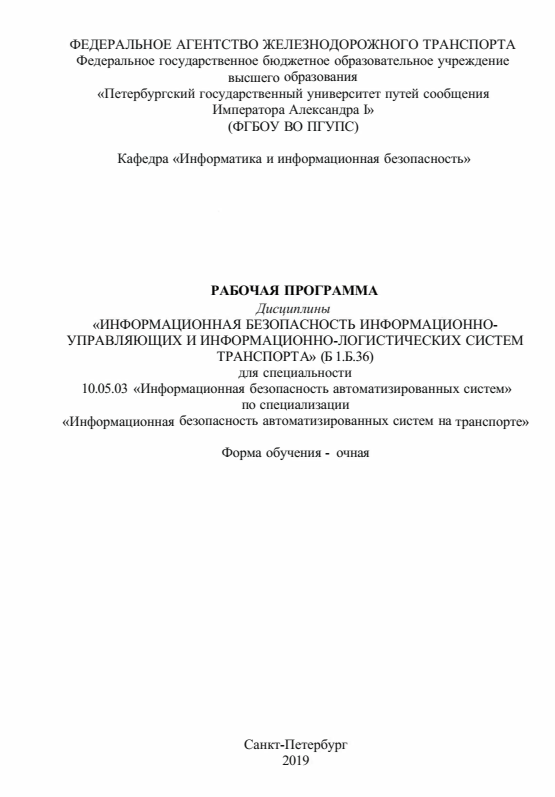 ФЕДЕРАЛЬНОЕ АГЕНТСТВО ЖЕЛЕЗНОДОРОЖНОГО ТРАНСПОРТА
Федеральное государственное бюджетное образовательное учреждение
высшего образования
«Петербургский государственный университет путей сообщения
Императора Александра I»
(ФГБОУ ВО ПГУПС)
Кафедра «Информатика и информационная безопасность»
РАБОЧАЯ ПРОГРАММА
Дисциплины
«ИНФОРМАЦИОННАЯ БЕЗОПАСНОСТЬ ИНФОРМАЦИОННО-
УПРАВЛЯЮЩИХ И ИНФОРМАЦИОННО-ЛОГИСТИЧЕСКИХ СИСТЕМ
ТРАНСПОРТА» (Б 1.Б.36)
для специальности
10.05.03 «Информационная безопасность автоматизированных систем»
по специализации
«Информационная безопасность автоматизированных систем на транспорте»
Форма обучения - очная
Санкт-Петербург
2019